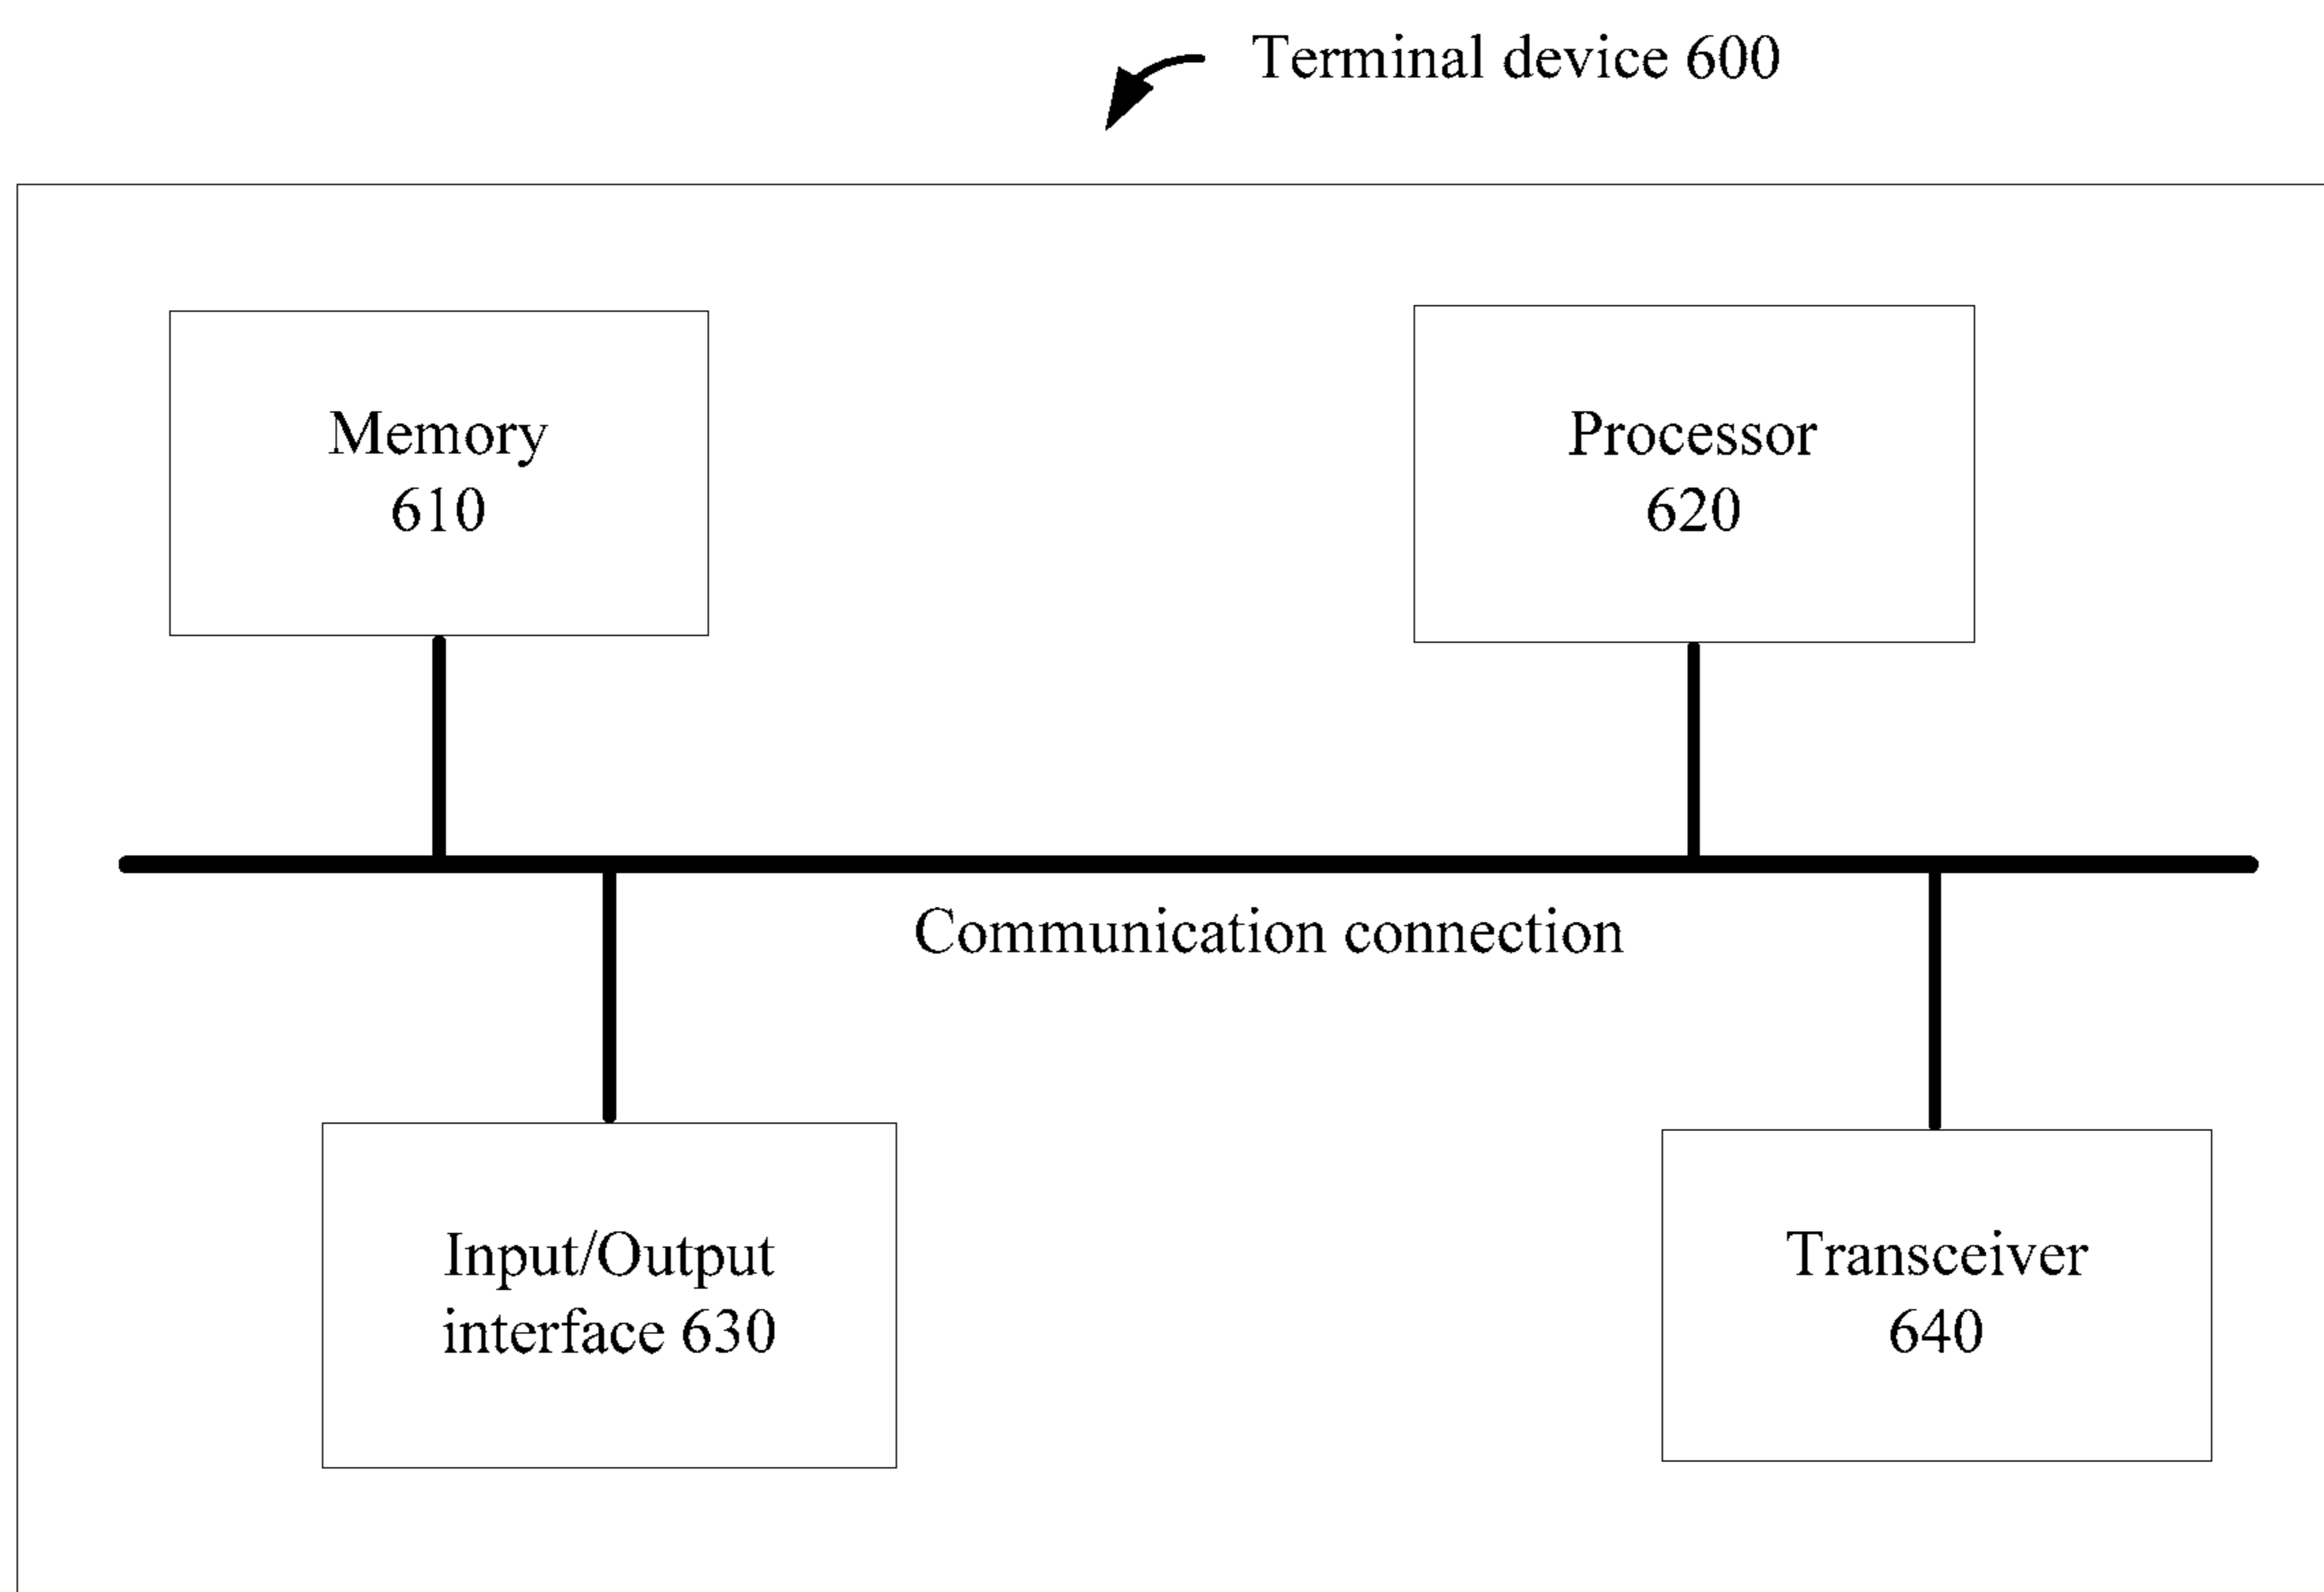 Terminal device 600
Memory
610
Processor
620
Communication connection
Input/Output
interface 630
Transceiver
640